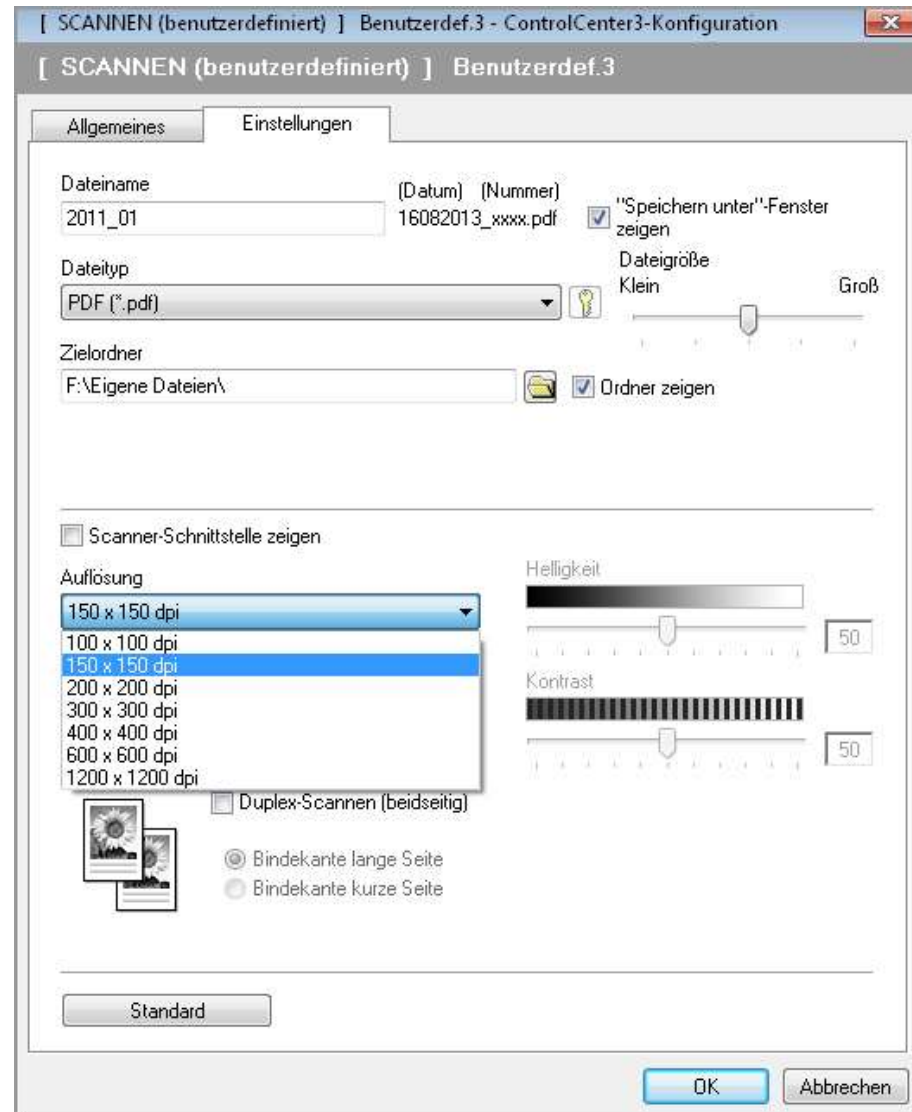 [ SCANNEN (benutzerdefiniert) ] Benutzerdef.3 - ControlCenter3-Konfiguration
[ SCANNEN (benutzerdefiniert) ] Benutzerdef.3
Allgemeines
Einstellungen
Dateiname
(Datum) (Nummer)
2011_01
16082013_xxxx.pdf
"Speichern unter"-Fenster
zeigen
Dateityp
Dateigröße
Klein
Groß
PDF (*.pdf)
Zielordner
F:\Eigene Dateien\
Ordner zeigen
Scanner-Schnittstelle zeigen
Auflösung
Helligkeit
150 x 150 dpi
50
100 x 100 dpi
150 x 150 dpi
200 x 200 dpi
300 x 300 dpi
400 x 400 dpi
600 x 600 dpi
1200 x 1200 dpi
Kontrast
50
Duplex-Scannen (beidseitig)
Bindekante lange Seite
Bindekante kurze Seite
Standard
OK
Abbrechen